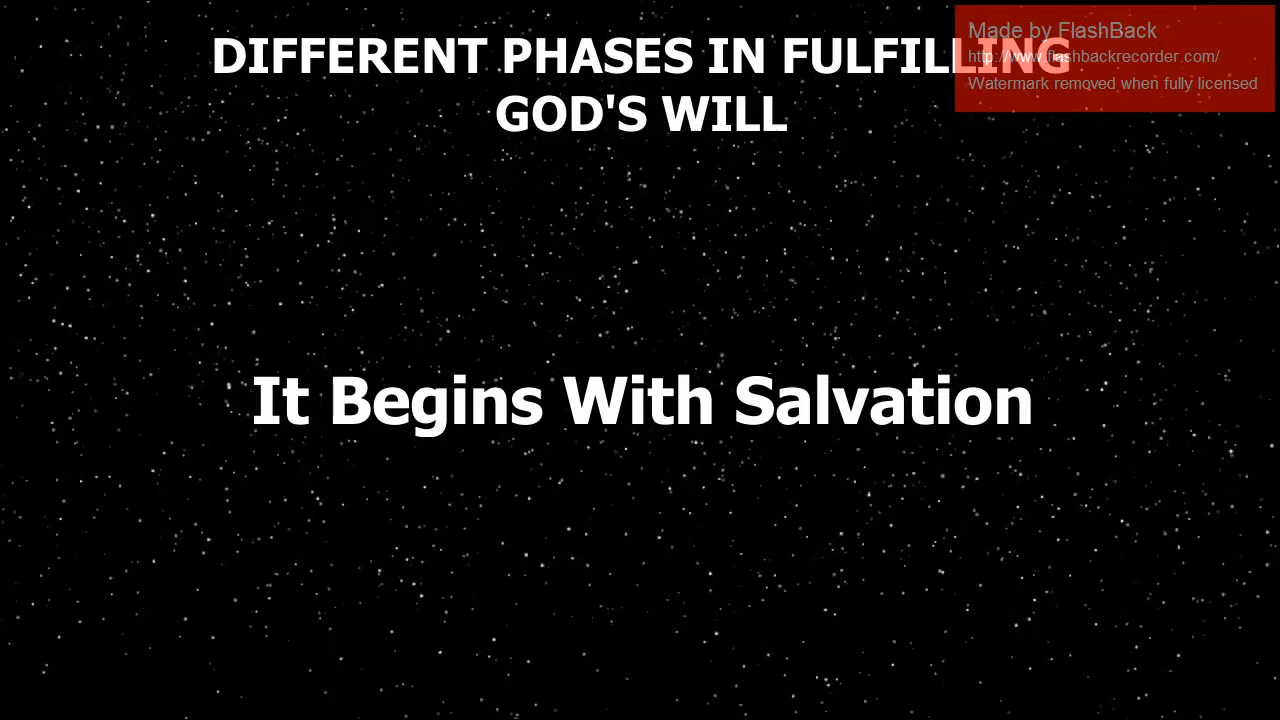 DIFFERENT PHASES IN FULFILLING
GOD'S WILL
Made by FlashBack
http://www.flashbackrecorder.com/
Watermark removed when fully licensed
It Begins With Salvation